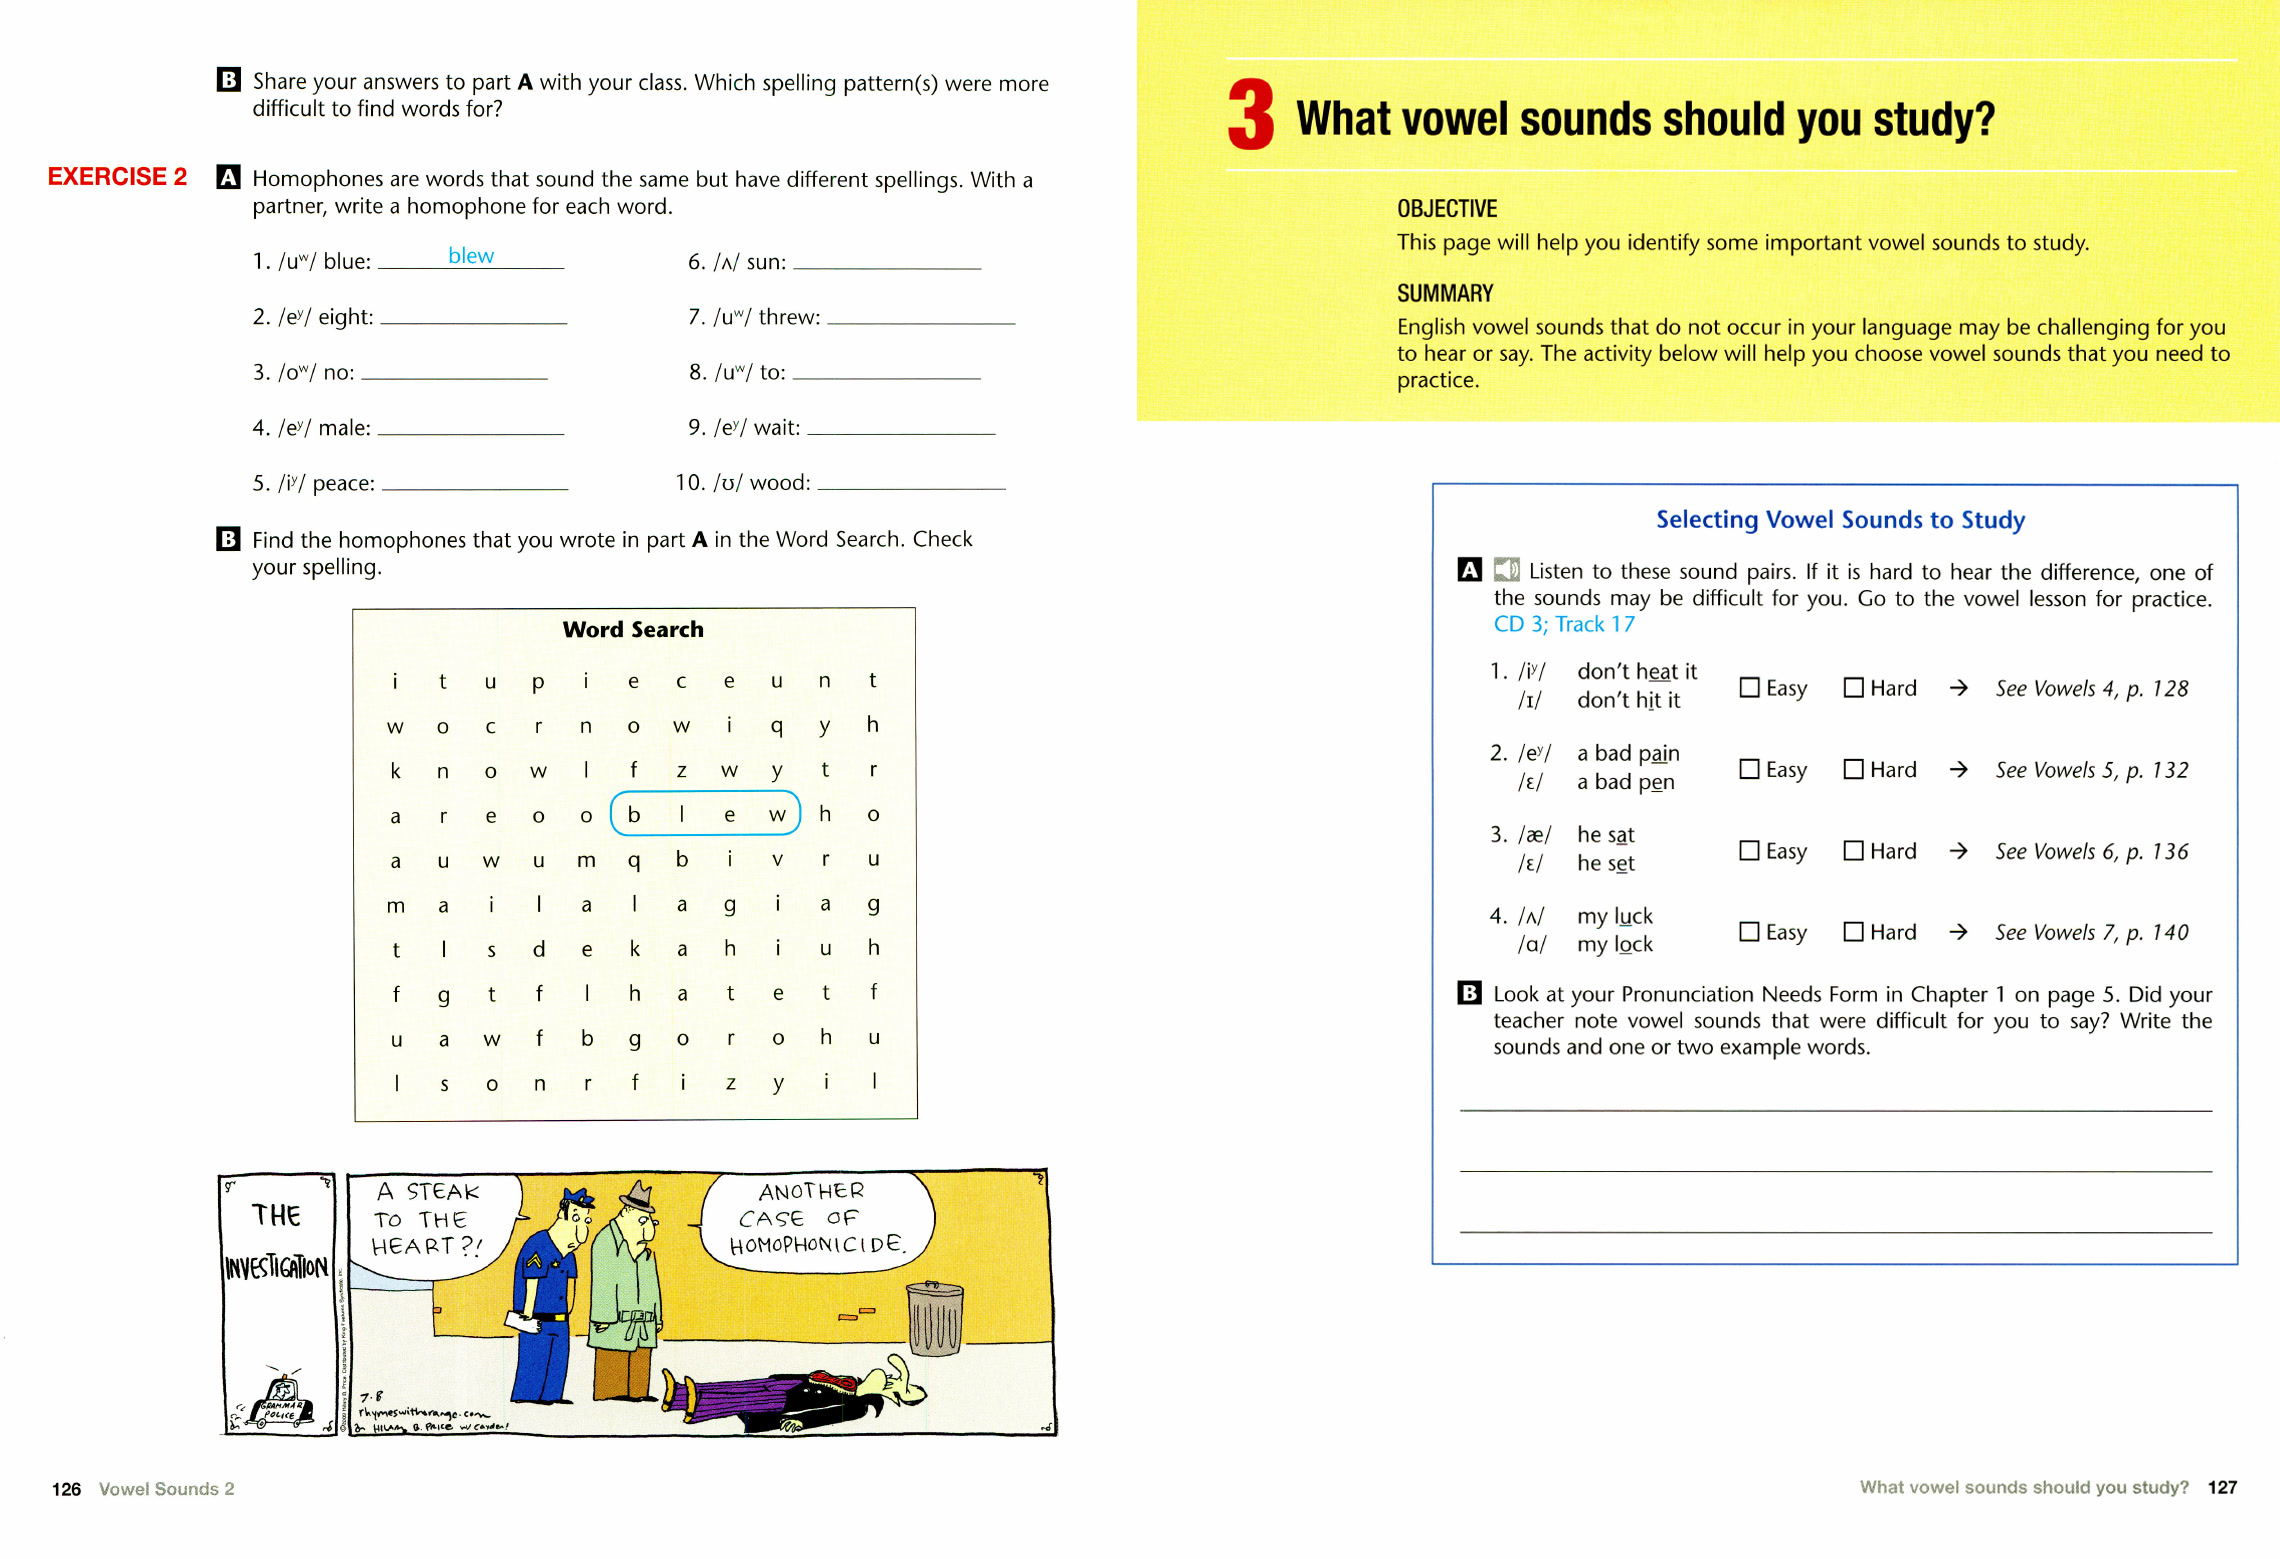 B Share your answers to part A with your class. Which spelling pattern(s) were more
difficult to find words for?
EXERCISE 2 A Homophones are words that sound the same but have different spellings. With a
partner, write a homophone for each word.
1. /uʷ/ blue: blew
2. /eʸ/ eight:
3. /oʷ/ no:
4. /eʸ/ male:
5. /iʸ/ peace:
6. /ʌ/ sun:
7. /uʷ/ threw:
8. /uʷ/ to:
9. /eʸ/ wait:
10. /ʊ/ wood:
B Find the homophones that you wrote in part A in the Word Search. Check
your spelling.
Word Search
i t u p i e c e u n t
w o c r n o w i q y h
k n o w l f z w y t r
a r e o o b l e w h o
a u w u m q b i v r u
m a i l a l a g i a g
t l s d e k a h i u h
f g t f l h a t e t f
u a w f b g o r o h u
l s o n r f i z y i l
THE
INVESTIGATION
GRAMMAR
POLICE
A STEAK
TO THE
HEART?!
ANOTHER
CASE OF
HOMOPHONICIDE.
7·8
rhymeswithorange.com
HILARY B. PRICE w/ Cayden!
126 Vowel Sounds 2
3 What vowel sounds should you study?
OBJECTIVE
This page will help you identify some important vowel sounds to study.
SUMMARY
English vowel sounds that do not occur in your language may be challenging for you
to hear or say. The activity below will help you choose vowel sounds that you need to
practice.
Selecting Vowel Sounds to Study
A Listen to these sound pairs. If it is hard to hear the difference, one of
the sounds may be difficult for you. Go to the vowel lesson for practice.
CD 3; Track 17
1. /iʸ/ don't heat it
/ɪ/ don't hit it
Easy Hard → See Vowels 4, p. 128
2. /eʸ/ a bad pain
/ɛ/ a bad pen
Easy Hard → See Vowels 5, p. 132
3. /æ/ he sat
/ɛ/ he set
Easy Hard → See Vowels 6, p. 136
4. /ʌ/ my luck
/ɑ/ my lock
Easy Hard → See Vowels 7, p. 140
B Look at your Pronunciation Needs Form in Chapter 1 on page 5. Did your
teacher note vowel sounds that were difficult for you to say? Write the
sounds and one or two example words.
What vowel sounds should you study? 127